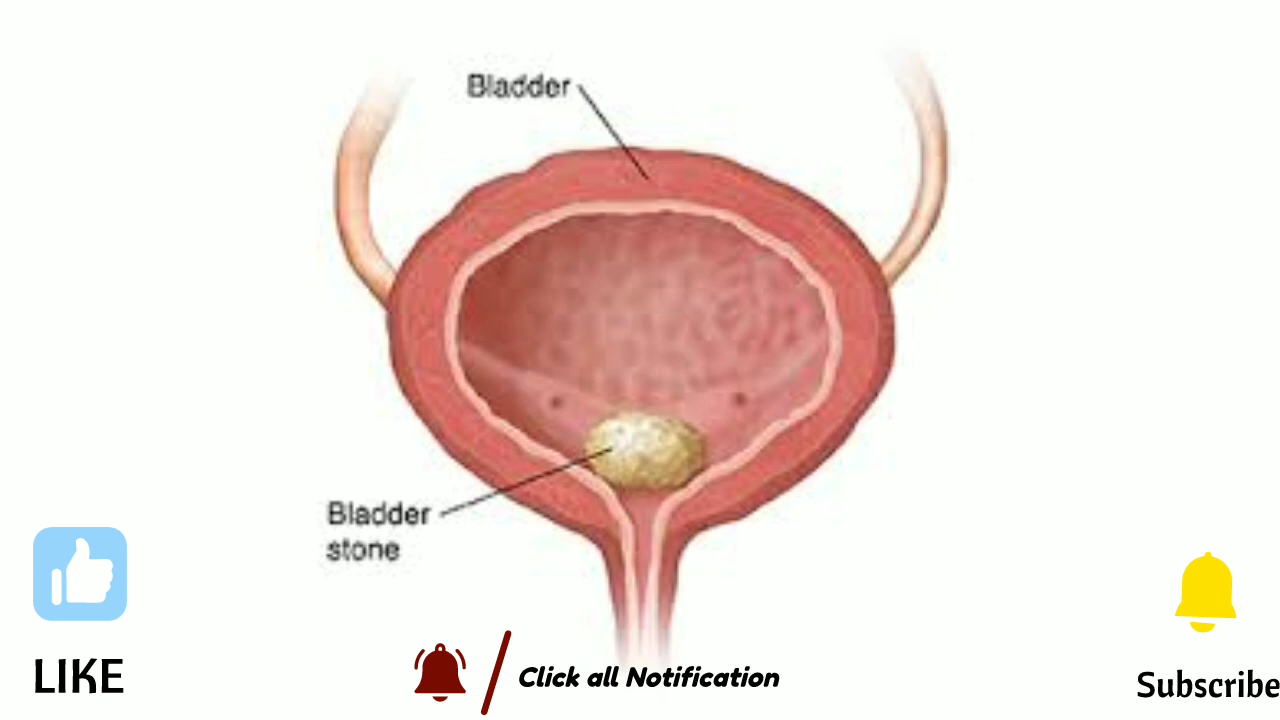 Bladder
Bladder
stone
LIKE
Click all Notification
Subscribe